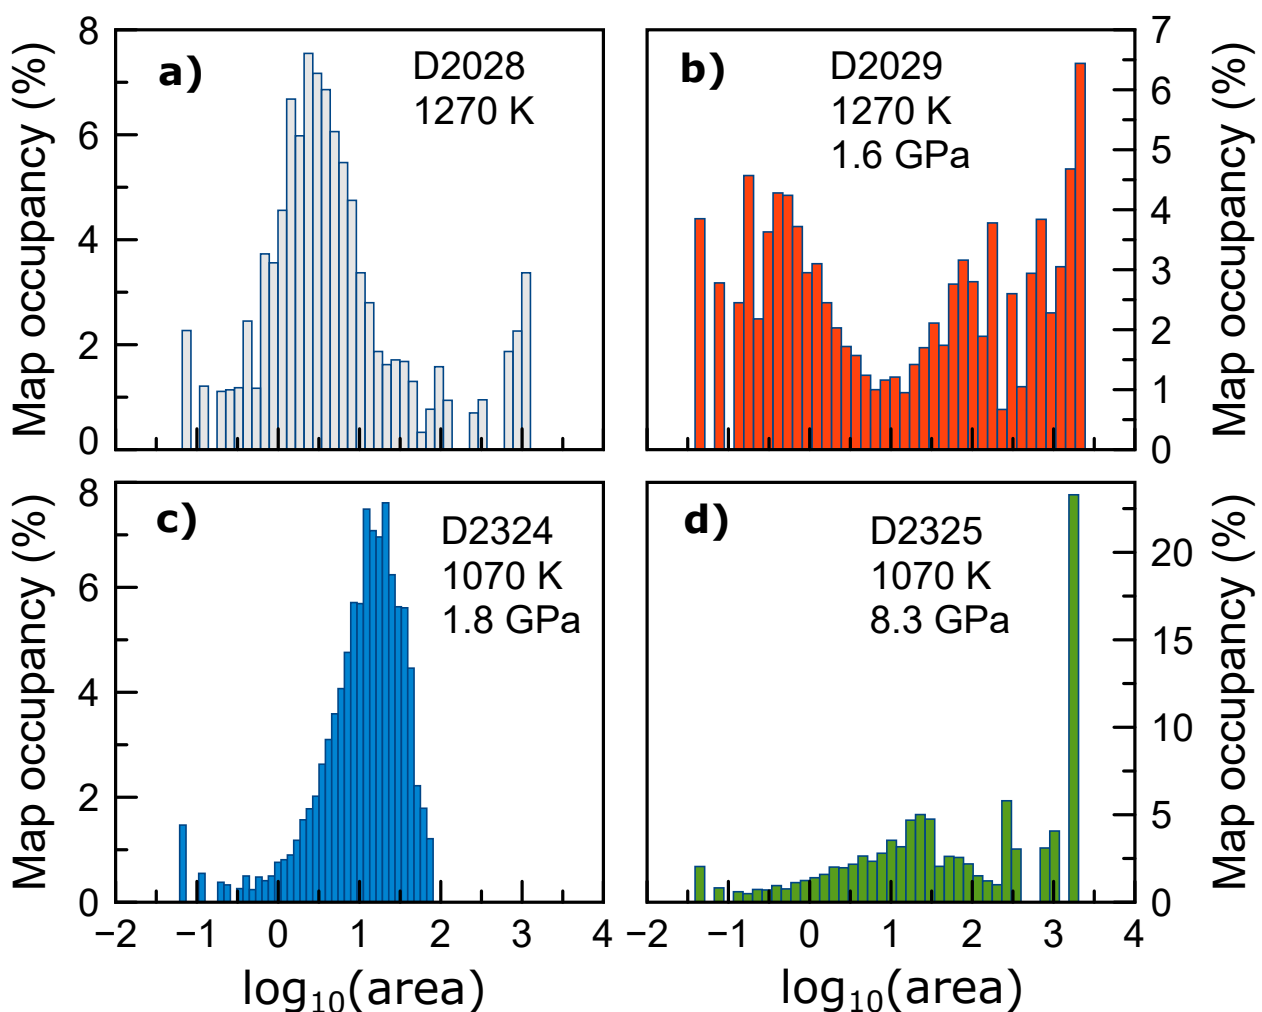 a)
D2028
1270 K
Map occupancy (%)
8
6
4
2
0
b)
D2029
1270 K
1.6 GPa
7
6
5
4
3
2
1
0
Map occupancy (%)
c)
D2324
1070 K
1.8 GPa
Map occupancy (%)
8
6
4
2
0
−2 −1 0 1 2 3 4
log10(area)
d)
D2325
1070 K
8.3 GPa
20
15
10
5
0
Map occupancy (%)
−2 −1 0 1 2 3 4
log10(area)